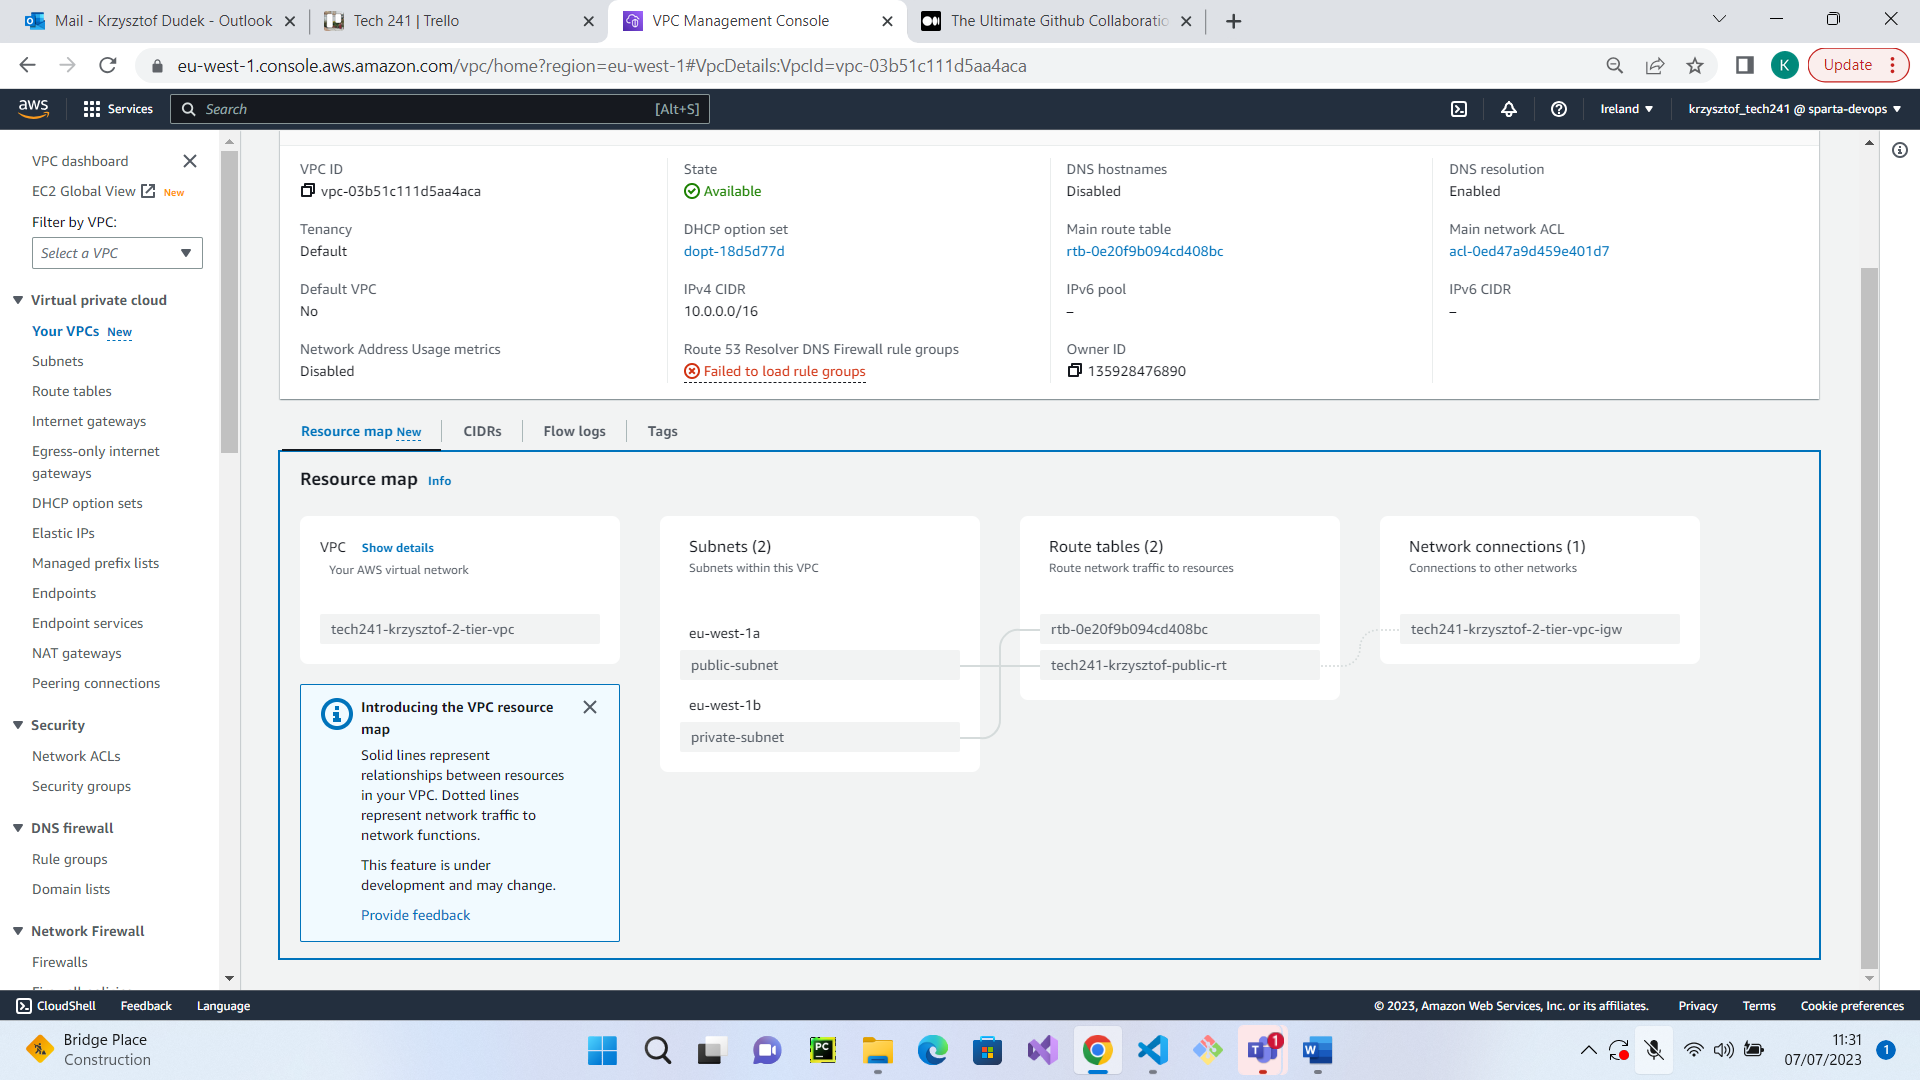 Mail - Krzysztof Dudek - Outlook
Tech 241 | Trello
VPC Management Console
The Ultimate Github Collaboratio
eu-west-1.console.aws.amazon.com/vpc/home?region=eu-west-1#VpcDetails:VpcId=vpc-03b51c111d5aa4aca
K
Update
aws
Services
Search
[Alt+S]
Ireland
krzysztof_tech241 @ sparta-devops
VPC dashboard
EC2 Global View New
Filter by VPC:
Select a VPC
Virtual private cloud
Your VPCs New
Subnets
Route tables
Internet gateways
Egress-only internet
gateways
DHCP option sets
Elastic IPs
Managed prefix lists
Endpoints
Endpoint services
NAT gateways
Peering connections
Security
Network ACLs
Security groups
DNS firewall
Rule groups
Domain lists
Network Firewall
Firewalls
VPC ID
vpc-03b51c111d5aa4aca
State
Available
DNS hostnames
Disabled
DNS resolution
Enabled
Tenancy
Default
DHCP option set
dopt-18d5d77d
Main route table
rtb-0e20f9b094cd408bc
Main network ACL
acl-0ed47a9d459e401d7
Default VPC
No
IPv4 CIDR
10.0.0.0/16
IPv6 pool
–
IPv6 CIDR
–
Network Address Usage metrics
Disabled
Route 53 Resolver DNS Firewall rule groups
Failed to load rule groups
Owner ID
135928476890
Resource map New
CIDRs
Flow logs
Tags
Resource map Info
VPC Show details
Your AWS virtual network
tech241-krzysztof-2-tier-vpc
Introducing the VPC resource
map
Solid lines represent
relationships between resources
in your VPC. Dotted lines
represent network traffic to
network functions.
This feature is under
development and may change.
Provide feedback
Subnets (2)
Subnets within this VPC
eu-west-1a
public-subnet
eu-west-1b
private-subnet
Route tables (2)
Route network traffic to resources
rtb-0e20f9b094cd408bc
tech241-krzysztof-public-rt
Network connections (1)
Connections to other networks
tech241-krzysztof-2-tier-vpc-igw
CloudShell
Feedback
Language
© 2023, Amazon Web Services, Inc. or its affiliates.
Privacy
Terms
Cookie preferences
Bridge Place
Construction
PC
T
1
W
11:31
07/07/2023
1